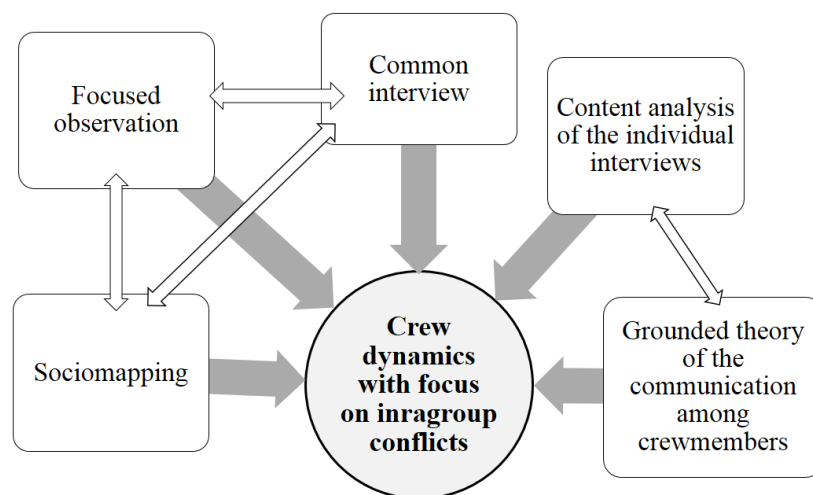 Focused
observation
Common
interview
Content analysis
of the individual
interviews
Sociomapping
Crew
dynamics
with focus
on inragroup
conflicts
Grounded theory
of the
communication
among
crewmembers